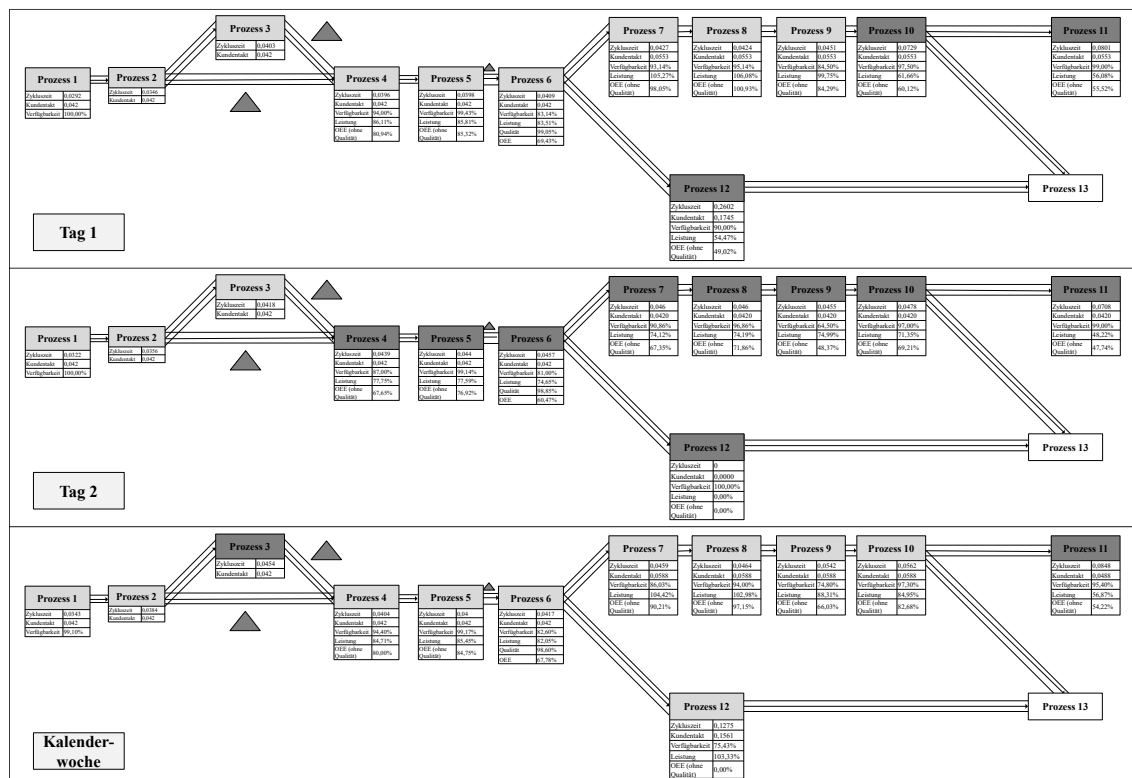 Prozess 3
Zykluszeit 0,0403
Kundentakt 0,042
Prozess 1
Zykluszeit 0,0292
Kundentakt 0,042
Verfügbarkeit 100,00%
Prozess 2
Zykluszeit 0,0346
Kundentakt 0,042
Prozess 4
Zykluszeit 0,0396
Kundentakt 0,042
Verfügbarkeit 94,00%
Leistung 86,11%
OEE (ohne
Qualität) 80,94%
Prozess 5
Zykluszeit 0,0398
Kundentakt 0,042
Verfügbarkeit 99,43%
Leistung 85,81%
OEE (ohne
Qualität) 85,32%
Prozess 6
Zykluszeit 0,0409
Kundentakt 0,042
Verfügbarkeit 83,14%
Leistung 83,51%
Qualität 99,05%
OEE 69,43%
Prozess 7
Zykluszeit 0,0427
Kundentakt 0,0553
Verfügbarkeit 93,14%
Leistung 105,27%
OEE (ohne
Qualität) 98,05%
Prozess 8
Zykluszeit 0,0424
Kundentakt 0,0553
Verfügbarkeit 95,14%
Leistung 106,08%
OEE (ohne
Qualität) 100,93%
Prozess 9
Zykluszeit 0,0451
Kundentakt 0,0553
Verfügbarkeit 84,50%
Leistung 99,75%
OEE (ohne
Qualität) 84,29%
Prozess 10
Zykluszeit 0,0729
Kundentakt 0,0553
Verfügbarkeit 97,50%
Leistung 61,66%
OEE (ohne
Qualität) 60,12%
Prozess 11
Zykluszeit 0,0801
Kundentakt 0,0553
Verfügbarkeit 99,00%
Leistung 56,08%
OEE (ohne
Qualität) 55,52%
Prozess 12
Zykluszeit 0,2602
Kundentakt 0,1745
Verfügbarkeit 90,00%
Leistung 54,47%
OEE (ohne
Qualität) 49,02%
Prozess 13
Tag 1
Prozess 3
Zykluszeit 0,0418
Kundentakt 0,042
Prozess 1
Zykluszeit 0,0322
Kundentakt 0,042
Verfügbarkeit 100,00%
Prozess 2
Zykluszeit 0,0356
Kundentakt 0,042
Prozess 4
Zykluszeit 0,0439
Kundentakt 0,042
Verfügbarkeit 87,00%
Leistung 77,75%
OEE (ohne
Qualität) 67,65%
Prozess 5
Zykluszeit 0,044
Kundentakt 0,042
Verfügbarkeit 99,14%
Leistung 77,59%
OEE (ohne
Qualität) 76,92%
Prozess 6
Zykluszeit 0,0457
Kundentakt 0,042
Verfügbarkeit 81,00%
Leistung 74,65%
Qualität 98,85%
OEE 60,47%
Prozess 7
Zykluszeit 0,046
Kundentakt 0,0420
Verfügbarkeit 90,86%
Leistung 74,12%
OEE (ohne
Qualität) 67,35%
Prozess 8
Zykluszeit 0,046
Kundentakt 0,0420
Verfügbarkeit 96,86%
Leistung 74,19%
OEE (ohne
Qualität) 71,86%
Prozess 9
Zykluszeit 0,0455
Kundentakt 0,0420
Verfügbarkeit 64,50%
Leistung 74,99%
OEE (ohne
Qualität) 48,37%
Prozess 10
Zykluszeit 0,0478
Kundentakt 0,0420
Verfügbarkeit 97,00%
Leistung 71,35%
OEE (ohne
Qualität) 69,21%
Prozess 11
Zykluszeit 0,0708
Kundentakt 0,0420
Verfügbarkeit 99,00%
Leistung 48,22%
OEE (ohne
Qualität) 47,74%
Prozess 12
Zykluszeit 0
Kundentakt 0,0000
Verfügbarkeit 100,00%
Leistung 0,00%
OEE (ohne
Qualität) 0,00%
Prozess 13
Tag 2
Prozess 3
Zykluszeit 0,0454
Kundentakt 0,042
Prozess 1
Zykluszeit 0,0343
Kundentakt 0,042
Verfügbarkeit 99,10%
Prozess 2
Zykluszeit 0,0384
Kundentakt 0,042
Prozess 4
Zykluszeit 0,0404
Kundentakt 0,042
Verfügbarkeit 94,40%
Leistung 84,71%
OEE (ohne
Qualität) 80,00%
Prozess 5
Zykluszeit 0,04
Kundentakt 0,042
Verfügbarkeit 99,17%
Leistung 85,45%
OEE (ohne
Qualität) 84,75%
Prozess 6
Zykluszeit 0,0417
Kundentakt 0,042
Verfügbarkeit 82,60%
Leistung 82,05%
Qualität 98,60%
OEE 67,78%
Prozess 7
Zykluszeit 0,0459
Kundentakt 0,0588
Verfügbarkeit 86,03%
Leistung 104,42%
OEE (ohne
Qualität) 90,21%
Prozess 8
Zykluszeit 0,0464
Kundentakt 0,0588
Verfügbarkeit 94,00%
Leistung 102,98%
OEE (ohne
Qualität) 97,15%
Prozess 9
Zykluszeit 0,0542
Kundentakt 0,0588
Verfügbarkeit 74,80%
Leistung 88,31%
OEE (ohne
Qualität) 66,03%
Prozess 10
Zykluszeit 0,0562
Kundentakt 0,0588
Verfügbarkeit 97,30%
Leistung 84,95%
OEE (ohne
Qualität) 82,68%
Prozess 11
Zykluszeit 0,0848
Kundentakt 0,0488
Verfügbarkeit 95,40%
Leistung 56,87%
OEE (ohne
Qualität) 54,22%
Prozess 12
Zykluszeit 0,1275
Kundentakt 0,1561
Verfügbarkeit 75,43%
Leistung 103,33%
OEE (ohne
Qualität) 0,00%
Prozess 13
Kalender-
woche